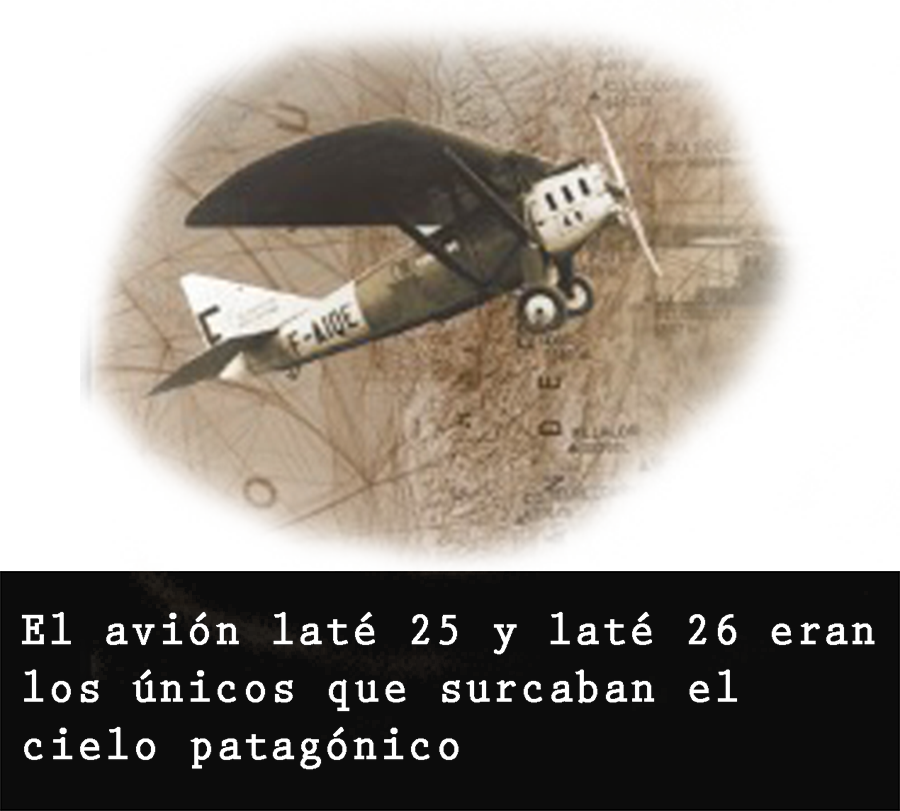 U
F-AIQE
E
D E
O
El avión laté 25 y laté 26 eran
los únicos que surcaban el
cielo patagónico